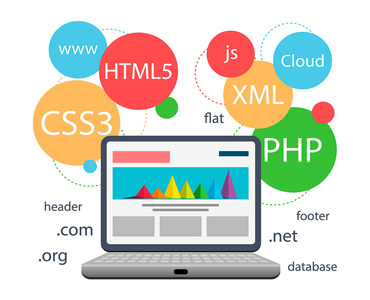 www
HTML5
CSS3
js
Cloud
XML
flat
PHP
header
.com
.org
footer
.net
database